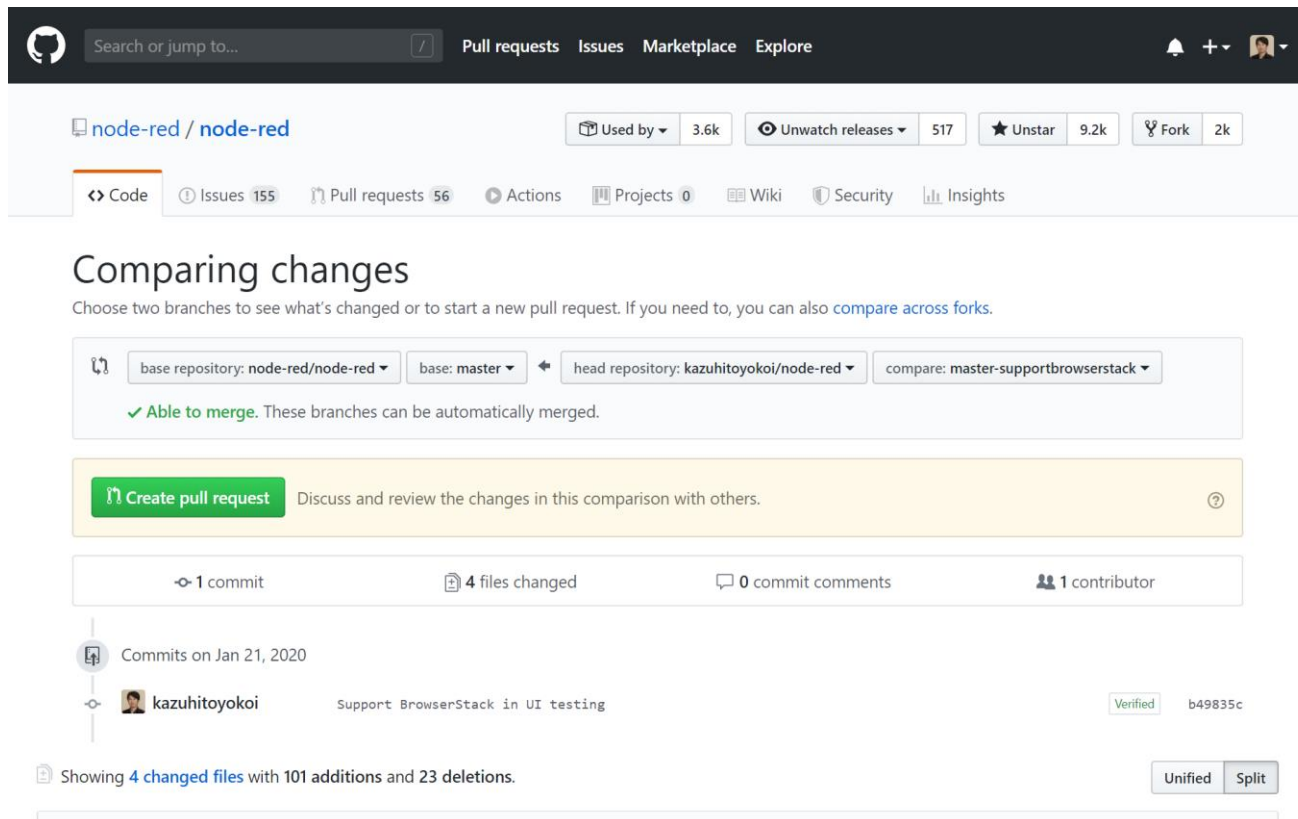 Search or jump to... / Pull requests Issues Marketplace Explore
node-red / node-red Used by 3.6k Unwatch releases 517 Unstar 9.2k Fork 2k
Code Issues 155 Pull requests 56 Actions Projects 0 Wiki Security Insights
Comparing changes
Choose two branches to see what's changed or to start a new pull request. If you need to, you can also compare across forks.
base repository: node-red/node-red base: master head repository: kazuhitoyokoi/node-red compare: master-supportbrowserstack
Able to merge. These branches can be automatically merged.
Create pull request Discuss and review the changes in this comparison with others.
1 commit 4 files changed 0 commit comments 1 contributor
Commits on Jan 21, 2020
kazuhitoyokoi Support BrowserStack in UI testing Verified b49835c
Showing 4 changed files with 101 additions and 23 deletions. Unified Split